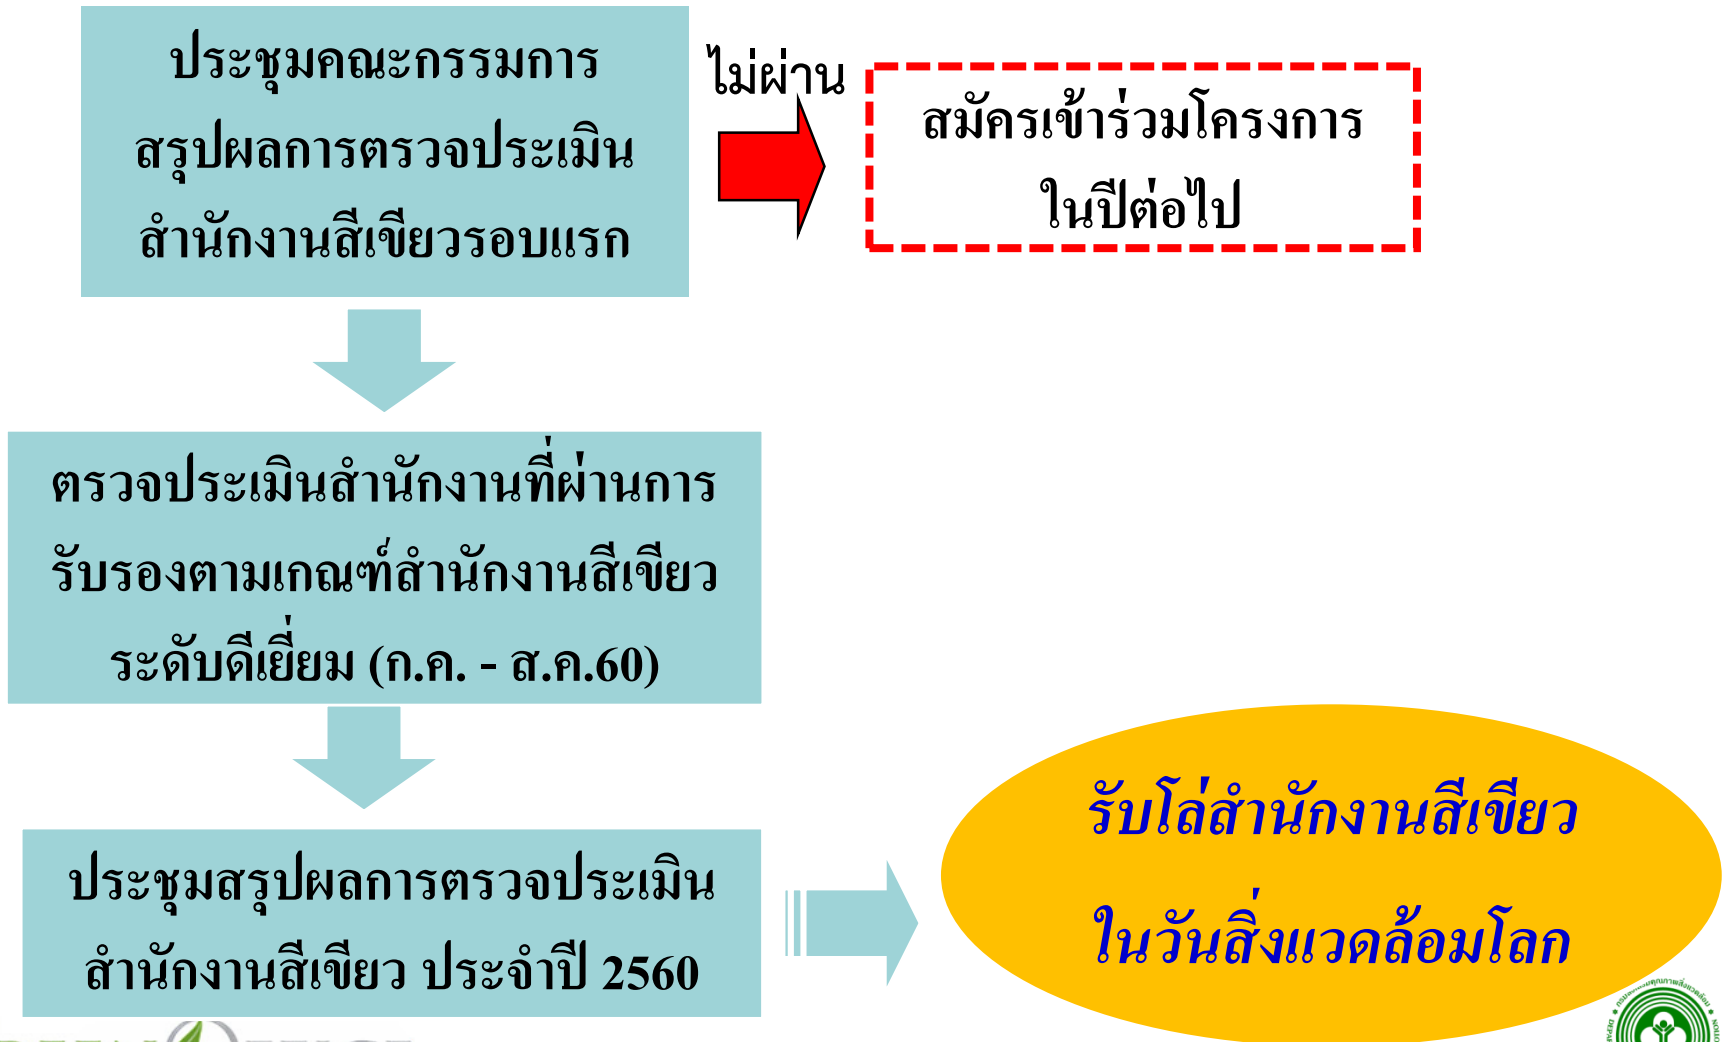 ประชุมคณะกรรมการ
สรุปผลการตรวจประเมิน
สำนักงานสีเขียวรอบแรก
ไม่ผ่าน
สมัครเข้าร่วมโครงการ
ในปีต่อไป
ตรวจประเมินสำนักงานที่ผ่านการ
รับรองตามเกณฑ์สำนักงานสีเขียว
ระดับดีเยี่ยม (ก.ค. - ส.ค.60)
ประชุมสรุปผลการตรวจประเมิน
สำนักงานสีเขียว ประจำปี 2560
รับโล่สำนักงานสีเขียว
ในวันสิ่งแวดล้อมโลก